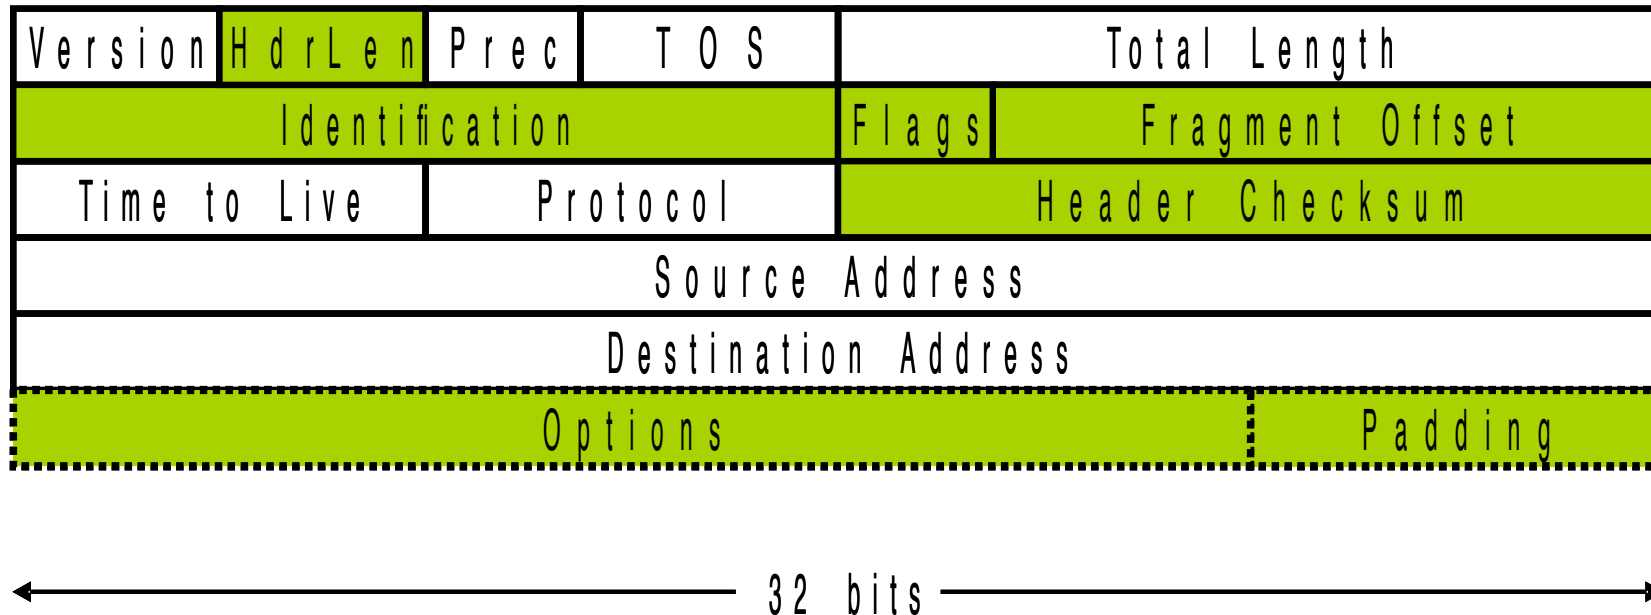 Version HdrLen Prec TOS Total Length
Identification Flags Fragment Offset
Time to Live Protocol Header Checksum
Source Address
Destination Address
Options Padding
32 bits